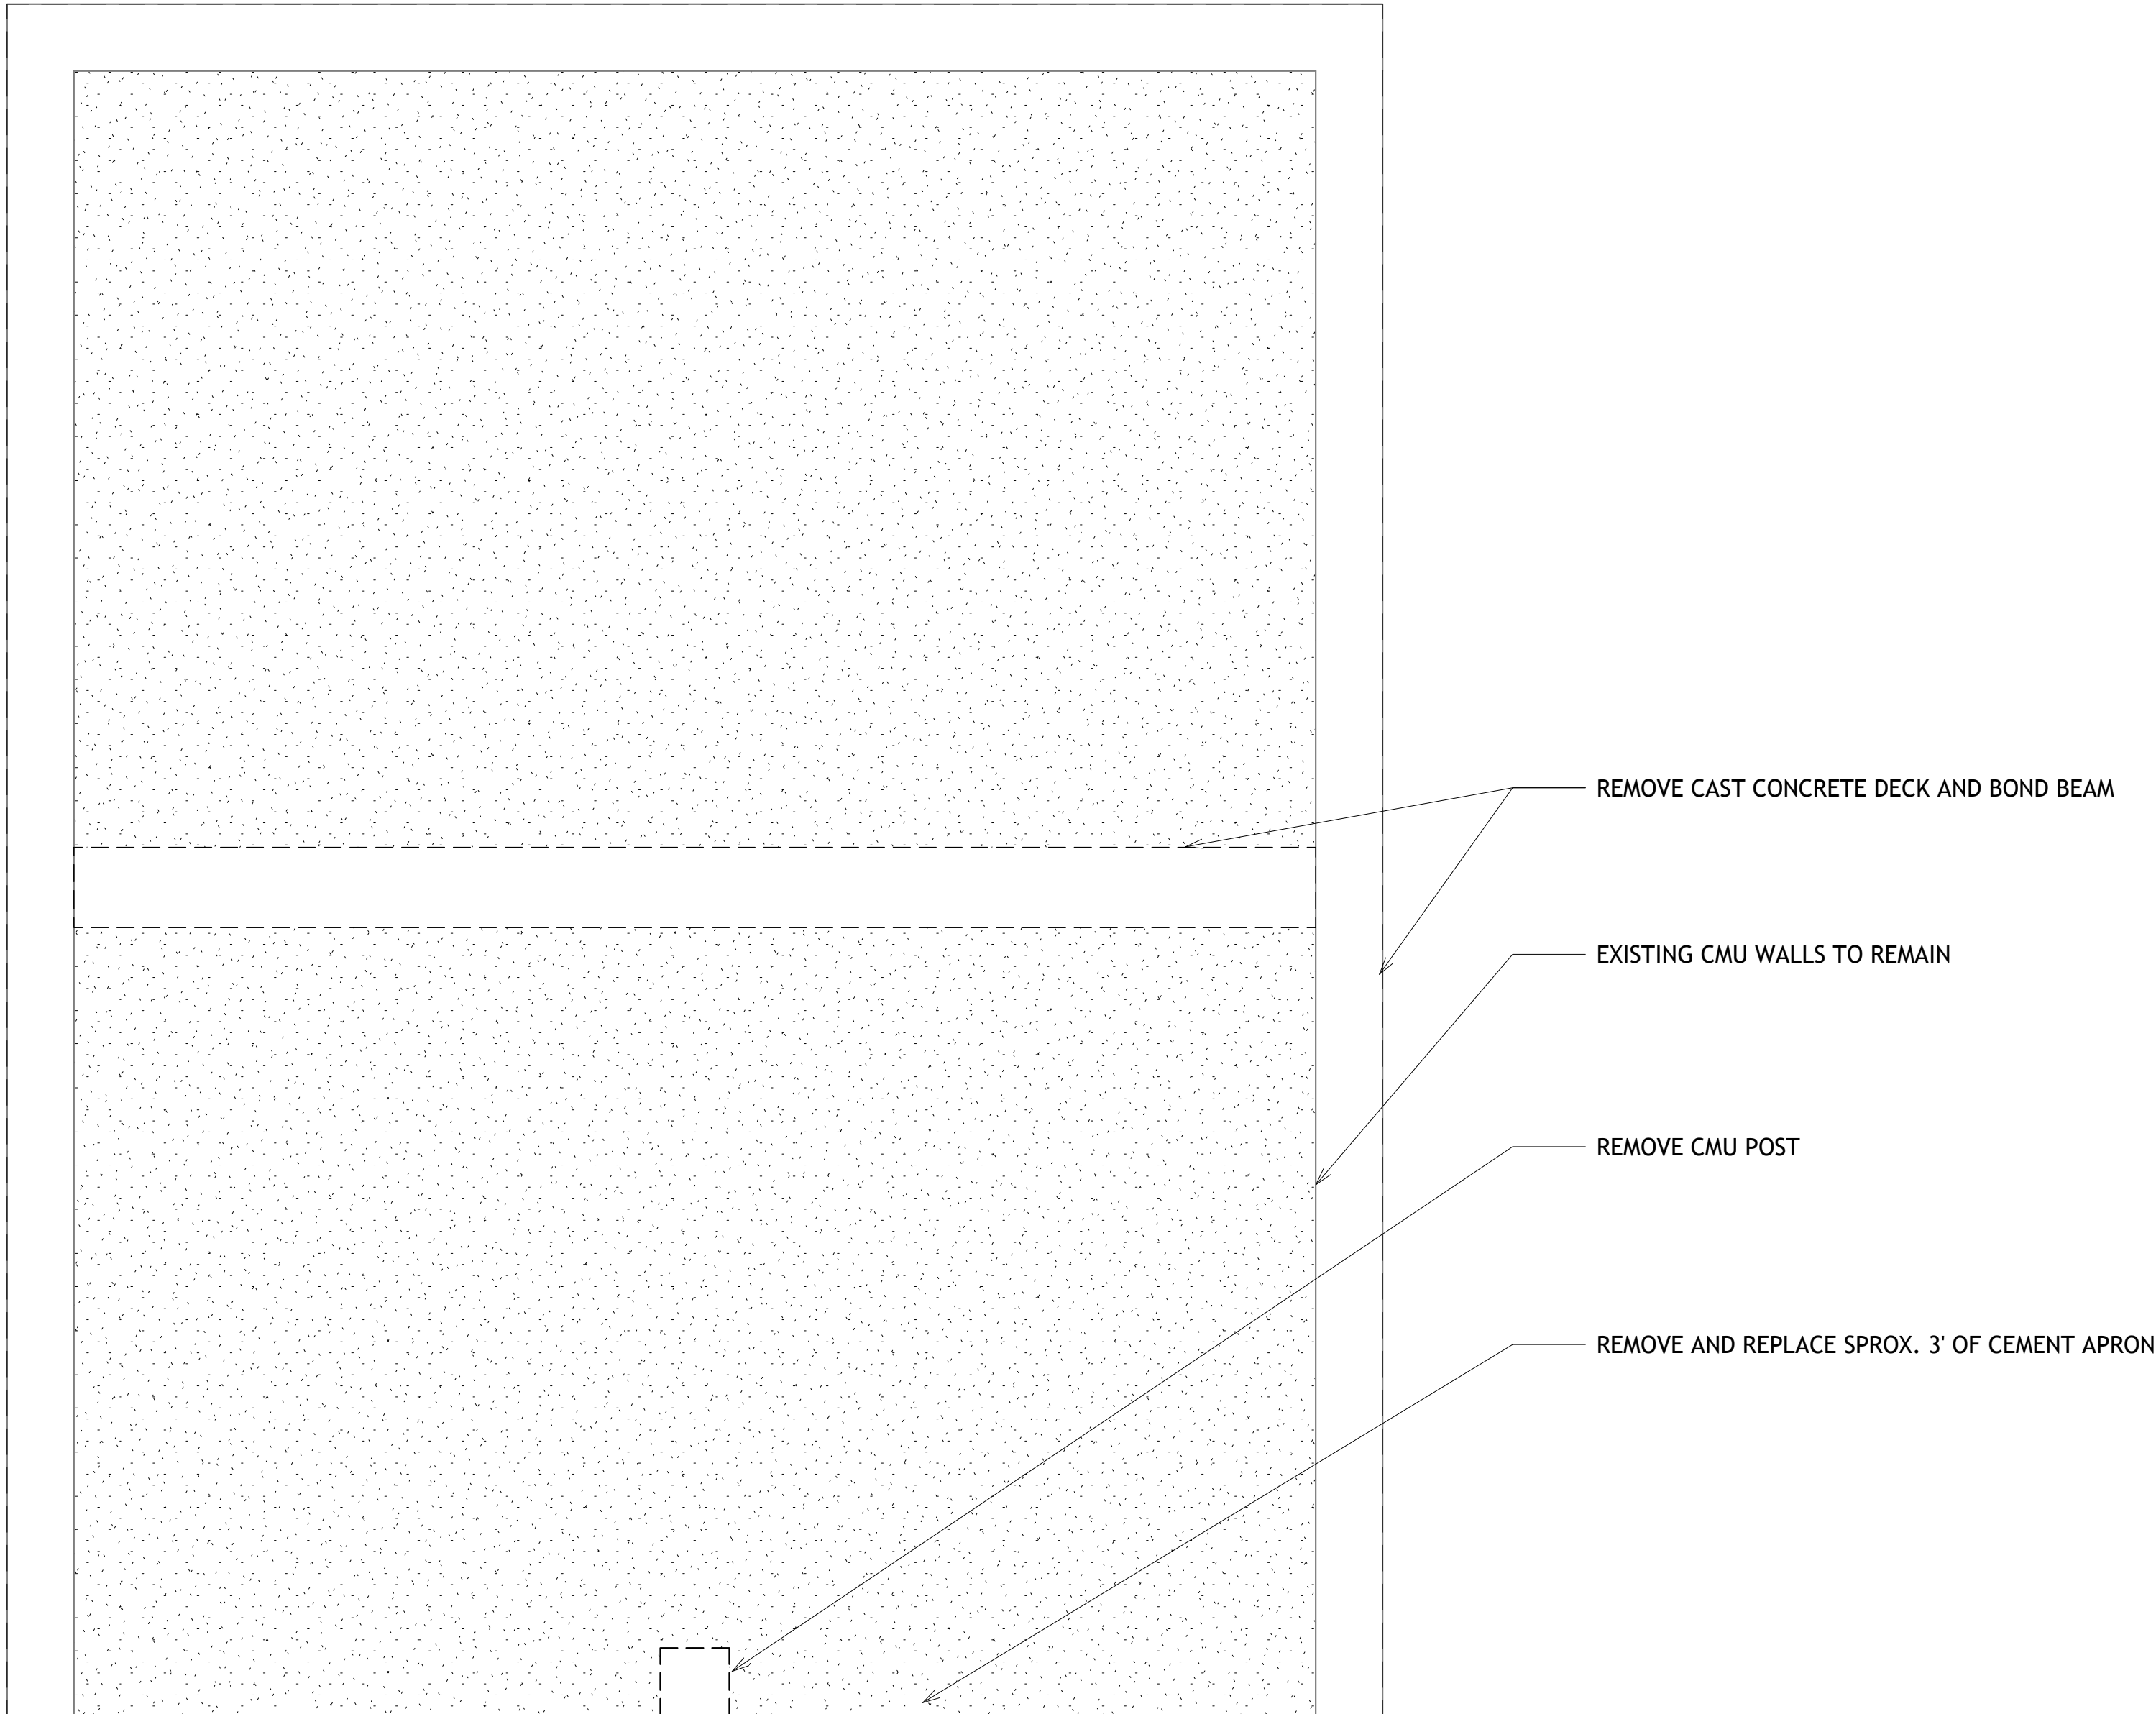 REMOVE CAST CONCRETE DECK AND BOND BEAM
EXISTING CMU WALLS TO REMAIN
REMOVE CMU POST
REMOVE AND REPLACE SPROX. 3' OF CEMENT APRON